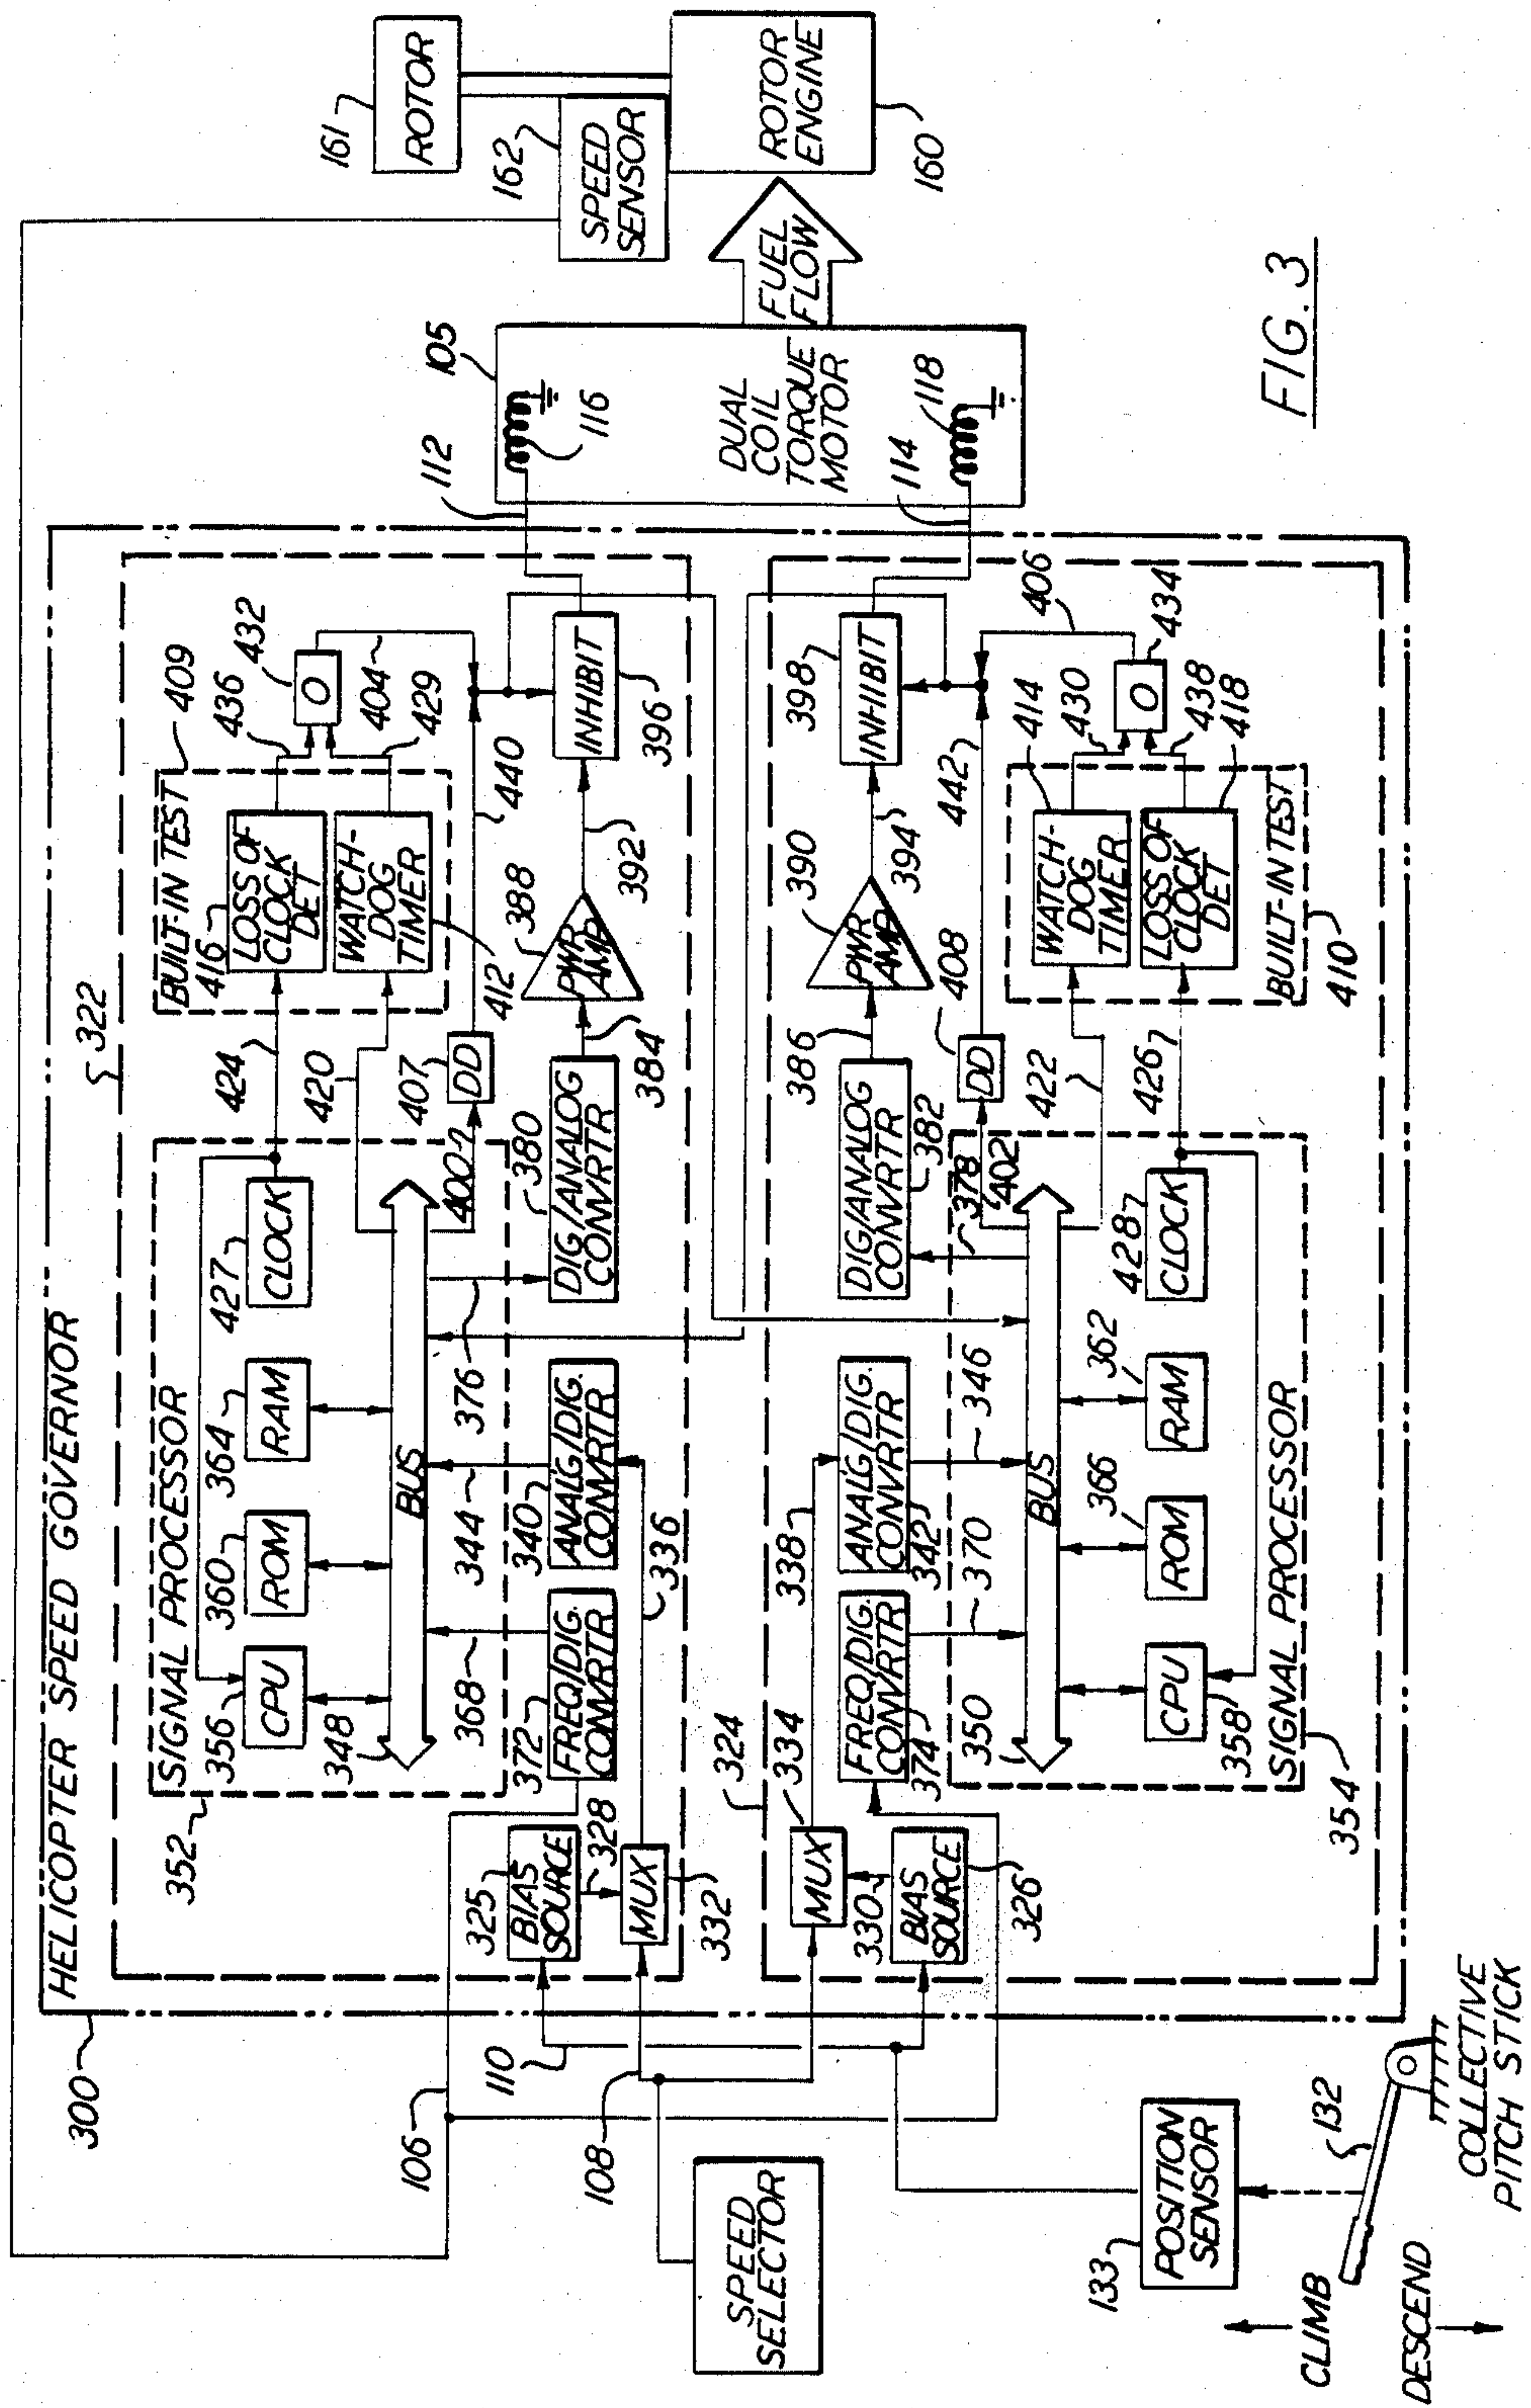 HELICOPTER SPEED GOVERNOR
300
322
SIGNAL PROCESSOR
352
356
CPU
360
ROM
364
RAM
427
CLOCK
348
BUS
424
420
BUILT-IN TEST
409
416
LOSS OF
CLOCK
DET
WATCH-
DOG
TIMER
412
436
432
O
404
429
400
407
DD
440
106
325
BIAS
SOURCE
328
MUX
332
372
FREQ/DIG.
CONVRTR
368
344
340
ANAL'G/DIG.
CONVRTR
336
376
380
DIG/ANALOG
CONVRTR
384
388
PWR
AMP
392
INHIBIT
396
110
108
324
334
MUX
330
BIAS
SOURCE
326
338
FREQ/DIG.
CONVRTR
374
ANAL'G/DIG.
CONVRTR
342
370
346
DIG/ANALOG
CONVRTR
382
378
386
390
PWR
AMP
394
398
INHIBIT
402
408
DD
442
406
350
BUS
366
362
CPU
358
ROM
RAM
428
CLOCK
SIGNAL PROCESSOR
354
422
426
414
WATCH-
DOG
TIMER
LOSS OF
CLOCK
DET
BUILT-IN TEST
410
430
O
434
438
418
112
114
105
116
118
DUAL
COIL
TORQUE
MOTOR
FUEL
FLOW
161
ROTOR
162
SPEED
SENSOR
ROTOR
ENGINE
160
SPEED
SELECTOR
133
POSITION
SENSOR
132
CLIMB
DESCEND
COLLECTIVE
PITCH STICK
FIG. 3